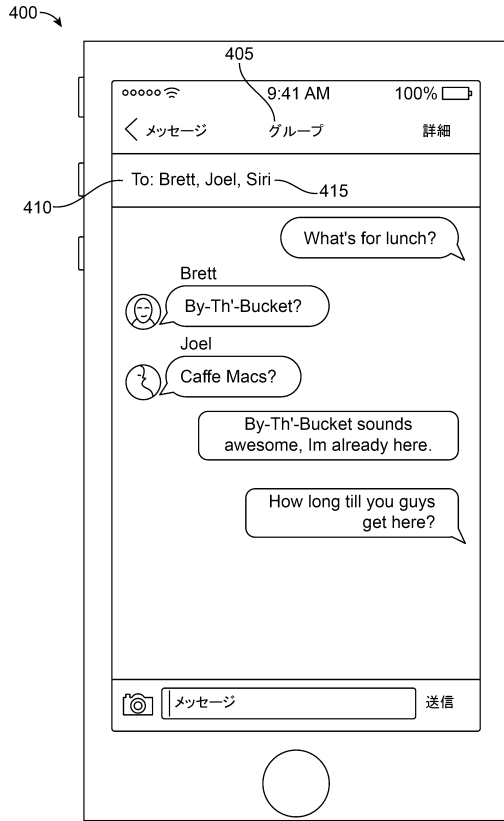 400
405
9:41 AM 100%
メッセージ グループ 詳細
410 To: Brett, Joel, Siri 415
What's for lunch?
Brett
By-Th'-Bucket?
Joel
Caffe Macs?
By-Th'-Bucket sounds
awesome, Im already here.
How long till you guys
get here?
メッセージ 送信